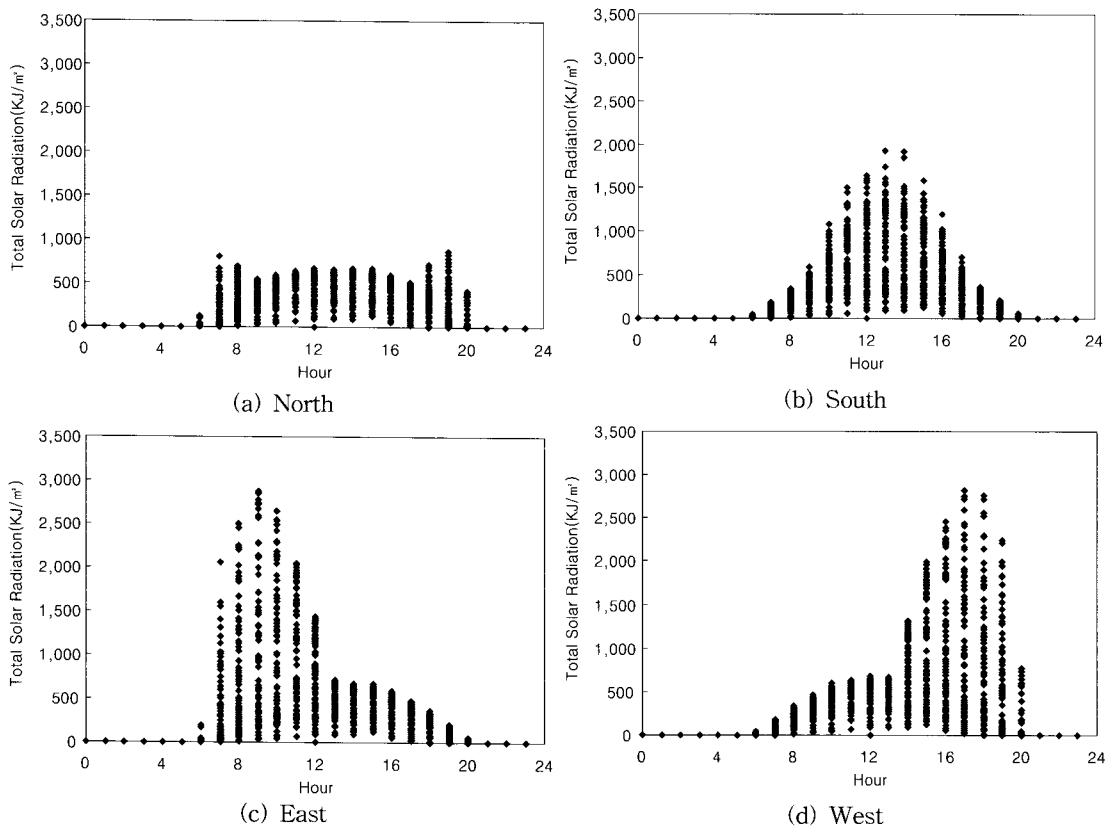 3,500
3,000
2,500
2,000
1,500
1,000
500
0
Total Solar Radiation(KJ/㎡)
0 4 8 12 16 20 24
Hour
(a) North
3,500
3,000
2,500
2,000
1,500
1,000
500
0
Total Solar Radiation(KJ/㎡)
0 4 8 12 16 20 24
Hour
(b) South
3,500
3,000
2,500
2,000
1,500
1,000
500
0
Total Solar Radiation(KJ/㎡)
0 4 8 12 16 20 24
Hour
(c) East
3,500
3,000
2,500
2,000
1,500
1,000
500
0
Total Solar Radiation(KJ/㎡)
0 4 8 12 16 20 24
Hour
(d) West